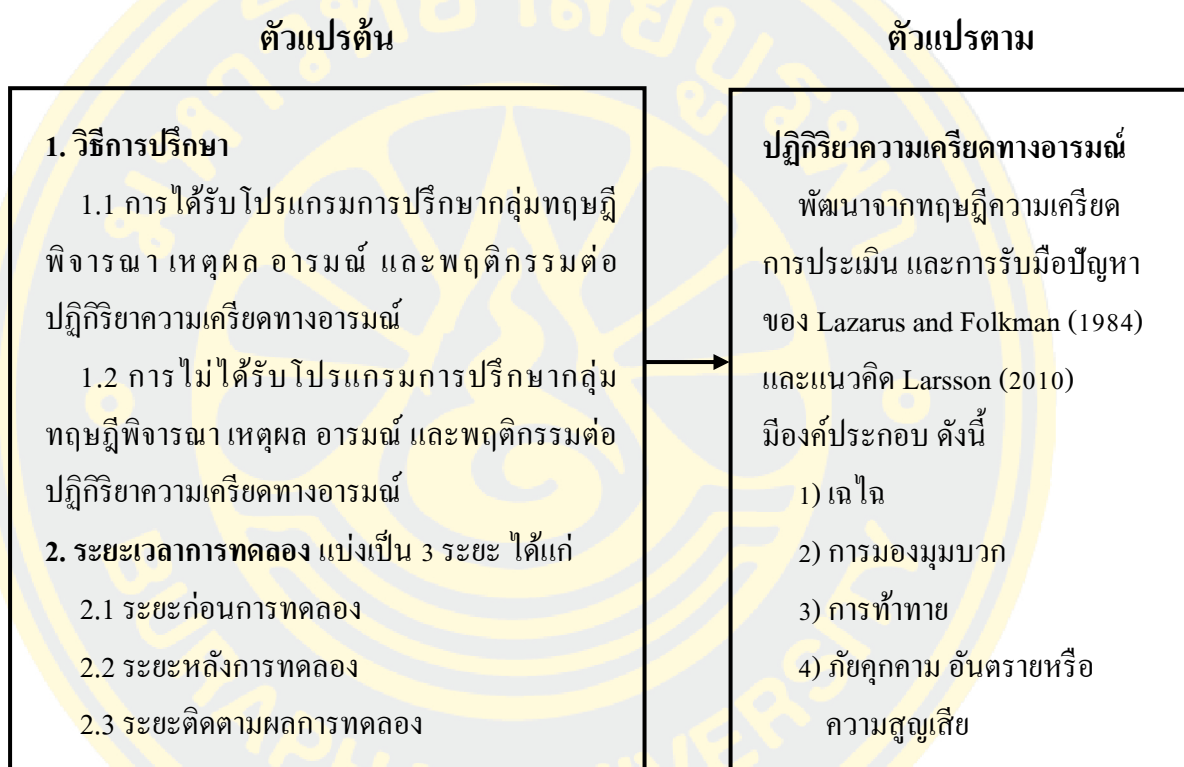 ตัวแปรต้น
ตัวแปรตาม
1. วิธีการปรึกษา
1.1 การได้รับโปรแกรมการปรึกษากลุ่มทฤษฎี
พิจารณา เหตุผล อารมณ์ และพฤติกรรมต่อ
ปฏิกิริยาความเครียดทางอารมณ์
1.2 การไม่ได้รับโปรแกรมการปรึกษากลุ่ม
ทฤษฎีพิจารณา เหตุผล อารมณ์ และพฤติกรรมต่อ
ปฏิกิริยาความเครียดทางอารมณ์
2. ระยะเวลาการทดลอง แบ่งเป็น 3 ระยะ ได้แก่
2.1 ระยะก่อนการทดลอง
2.2 ระยะหลังการทดลอง
2.3 ระยะติดตามผลการทดลอง
ปฏิกิริยาความเครียดทางอารมณ์
พัฒนาจากทฤษฎีความเครียด
การประเมิน และการรับมือปัญหา
ของ Lazarus and Folkman (1984)
และแนวคิด Larsson (2010)
มีองค์ประกอบ ดังนี้
1) เฉไฉ
2) การมองมุมบวก
3) การท้าทาย
4) ภัยคุกคาม อันตรายหรือ
ความสูญเสีย